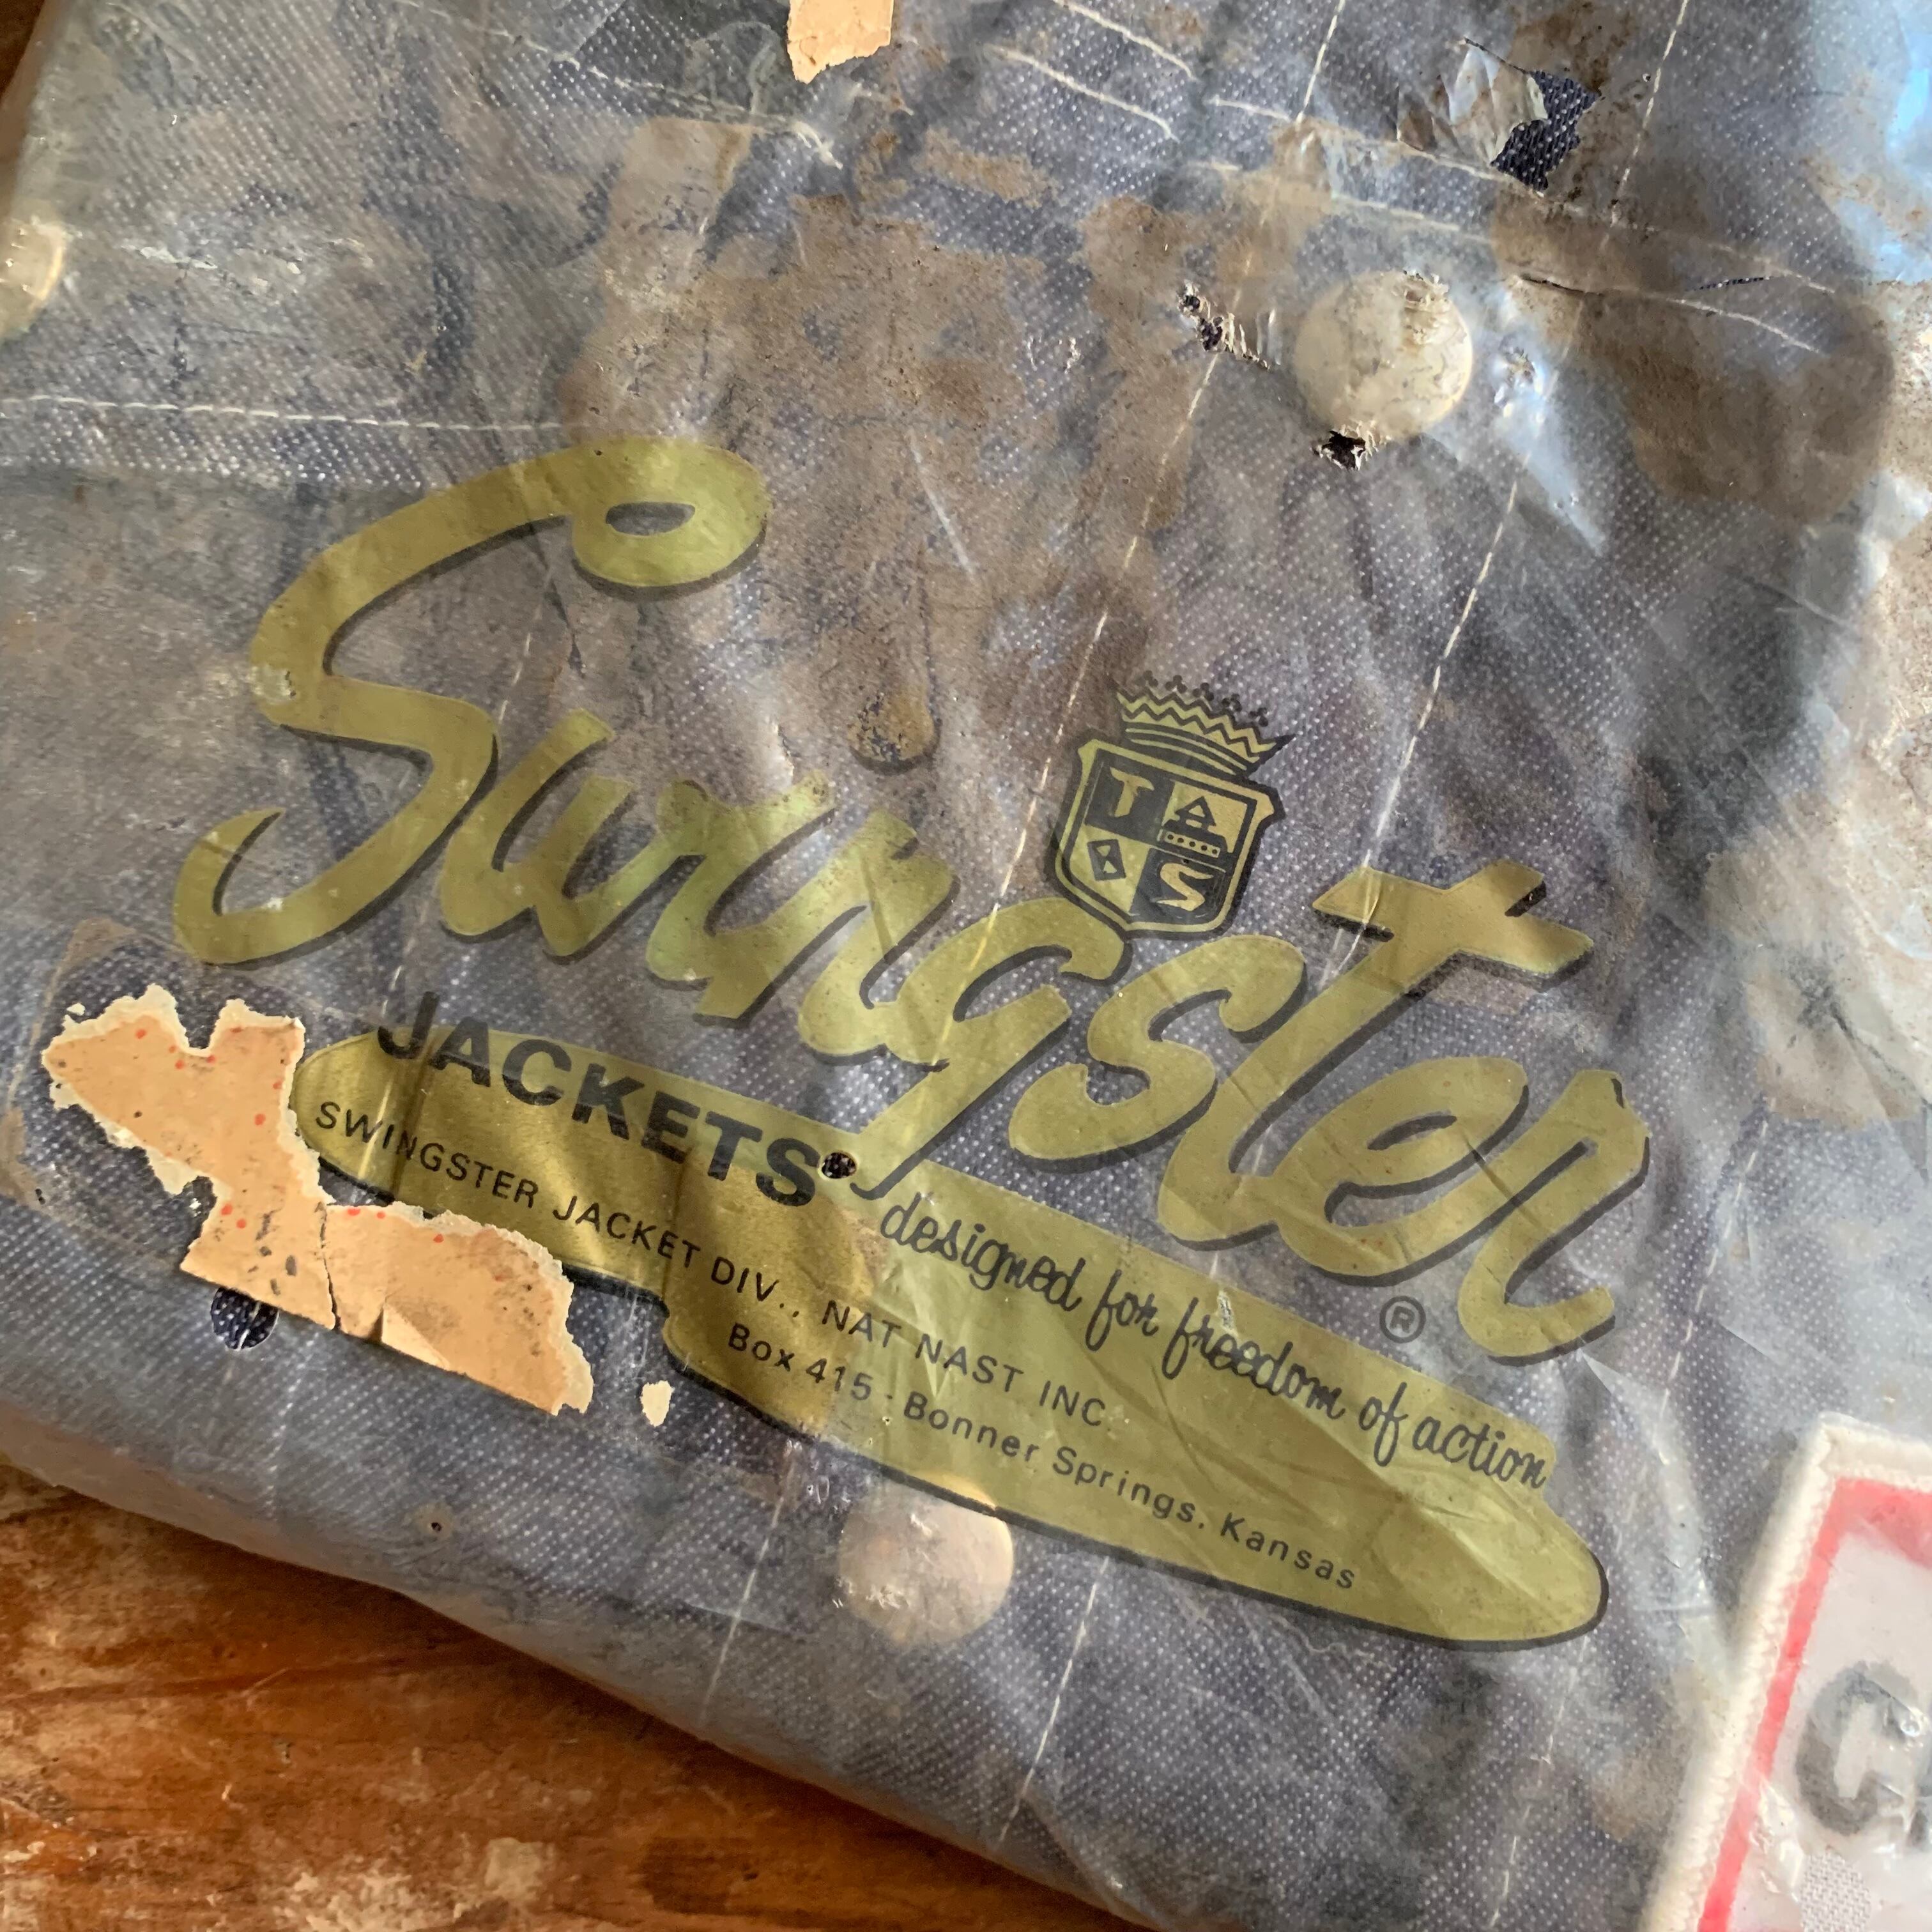 Swingster
T A
S
JACKETS
designed for freedom of action
®
SWINGSTER JACKET DIV., NAT NAST INC
Box 415 - Bonner Springs, Kansas
G